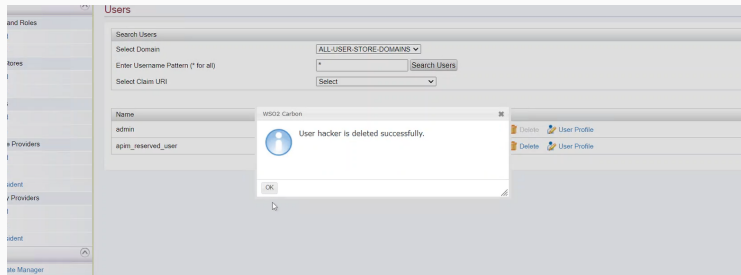 Users
and Roles
Search Users
Select Domain ALL-USER-STORE-DOMAINS
Enter Username Pattern (* for all) * Search Users
Select Claim URI Select
Stores
Name
WSO2 Carbon
admin Delete User Profile
User hacker is deleted successfully.
apim_reserved_user Delete User Profile
Providers
OK
sident
Providers
sident
Manager